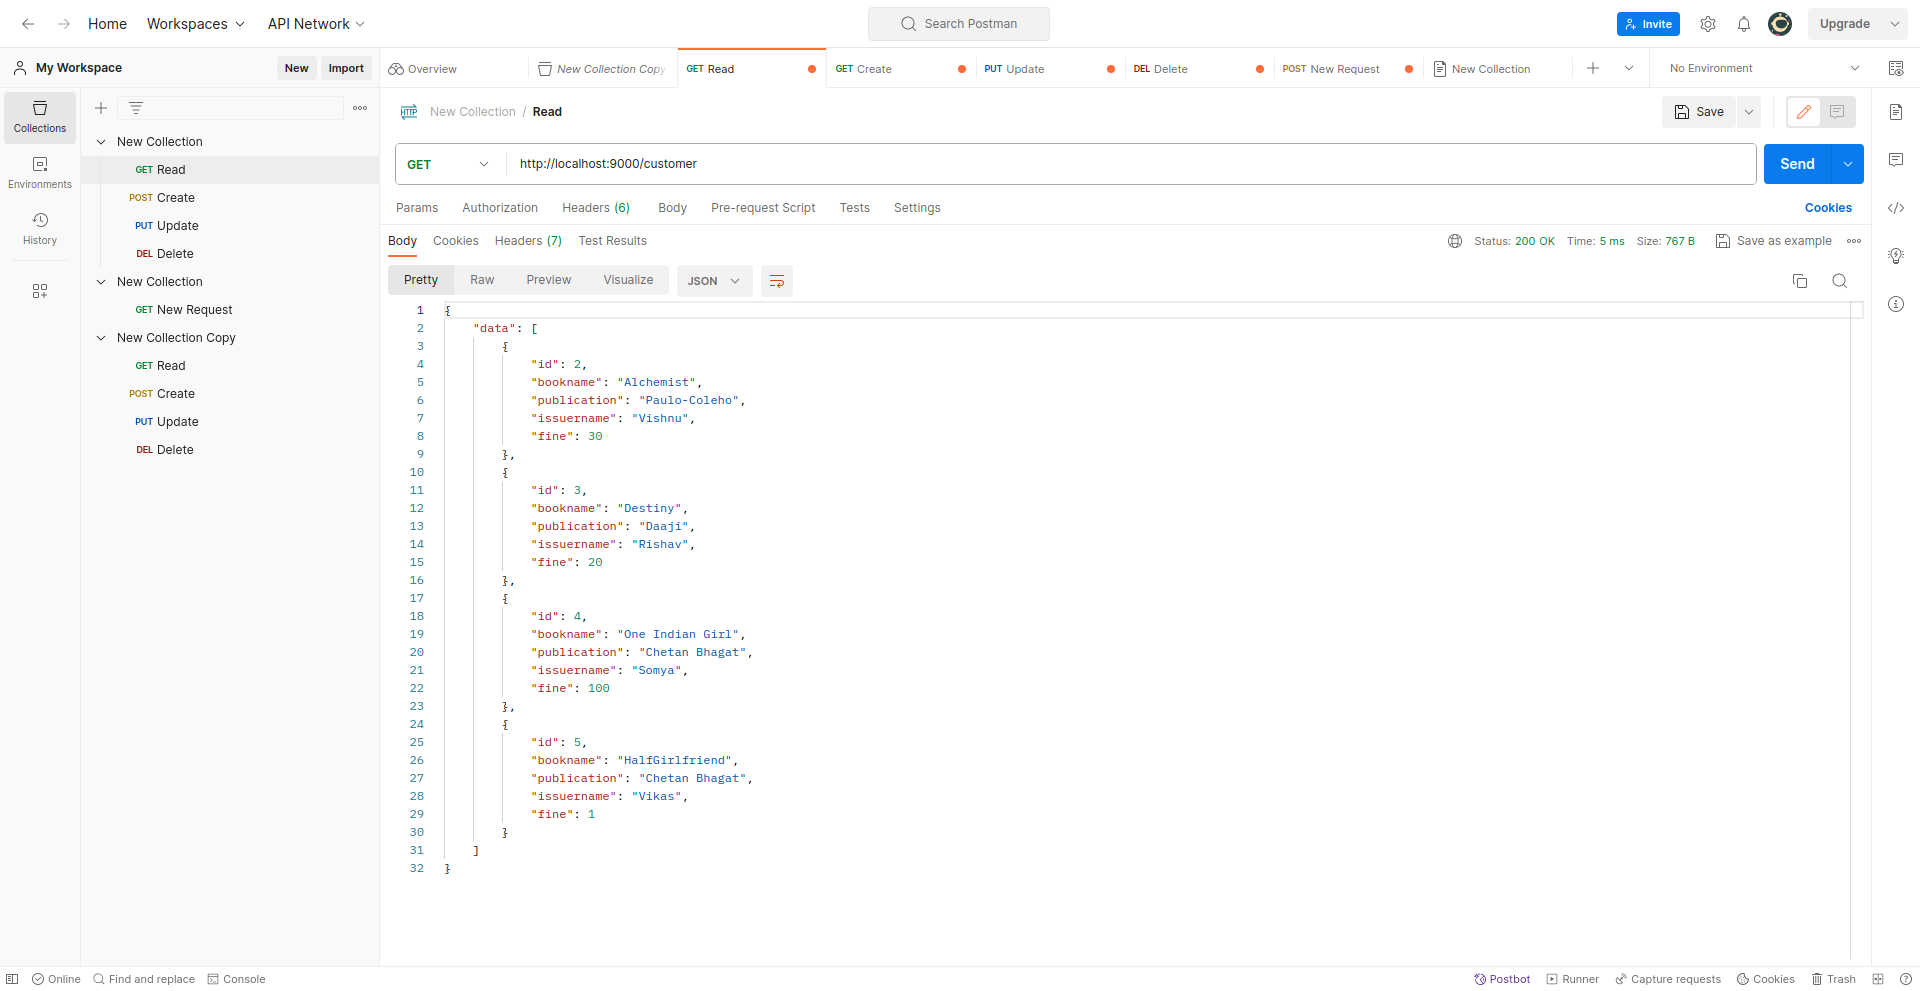 Home Workspaces API Network Search Postman Invite Upgrade
My Workspace New Import
Overview New Collection Copy GET Read GET Create PUT Update DEL Delete POST New Request New Collection No Environment
Collections
Environments
History
New Collection
GET Read
POST Create
PUT Update
DEL Delete
New Collection
GET New Request
New Collection Copy
GET Read
POST Create
PUT Update
DEL Delete
HTTP New Collection / Read Save
GET http://localhost:9000/customer Send
Params Authorization Headers (6) Body Pre-request Script Tests Settings Cookies
Body Cookies Headers (7) Test Results Status: 200 OK Time: 5 ms Size: 767 B Save as example
Pretty Raw Preview Visualize JSON
1 {
2 "data": [
3 {
4 "id": 2,
5 "bookname": "Alchemist",
6 "publication": "Paulo-Coleho",
7 "issuername": "Vishnu",
8 "fine": 30
9 },
10 {
11 "id": 3,
12 "bookname": "Destiny",
13 "publication": "Daaji",
14 "issuername": "Rishav",
15 "fine": 20
16 },
17 {
18 "id": 4,
19 "bookname": "One Indian Girl",
20 "publication": "Chetan Bhagat",
21 "issuername": "Somya",
22 "fine": 100
23 },
24 {
25 "id": 5,
26 "bookname": "HalfGirlfriend",
27 "publication": "Chetan Bhagat",
28 "issuername": "Vikas",
29 "fine": 1
30 }
31 ]
32 }
Online Find and replace Console Postbot Runner Capture requests Cookies Trash